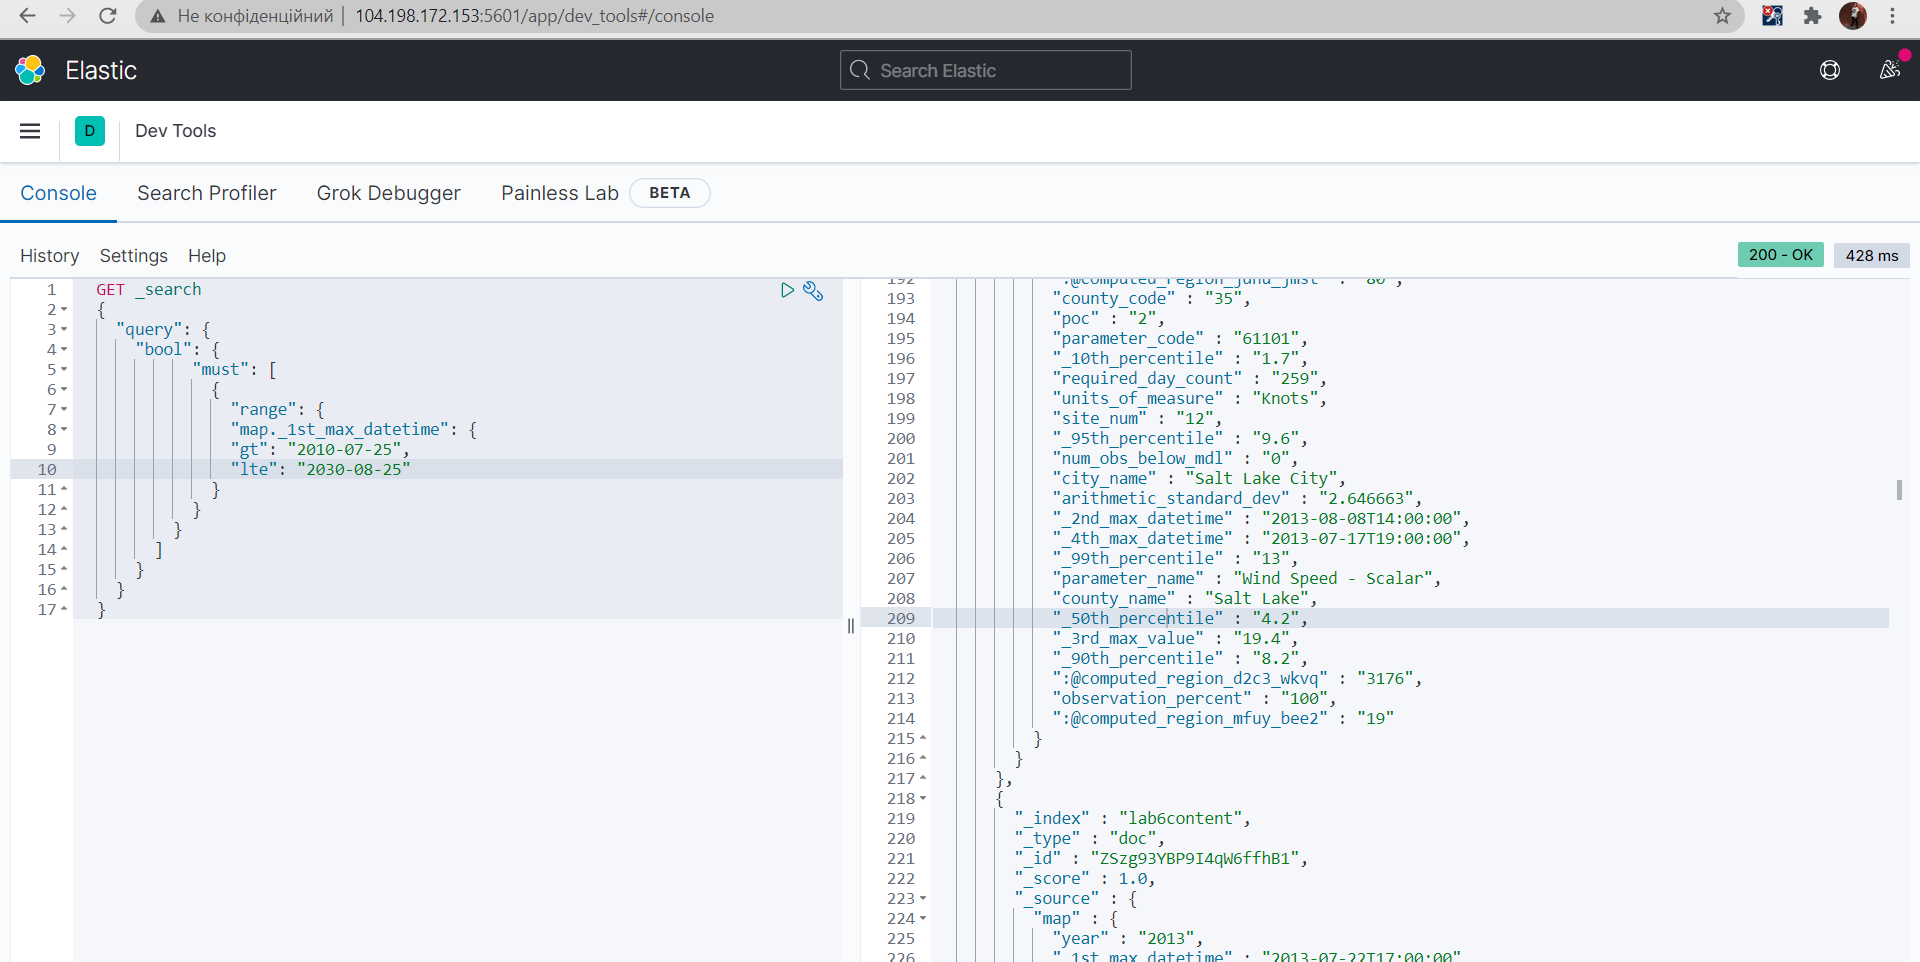 Не конфіденційний | 104.198.172.153:5601/app/dev_tools#/console
Elastic
Search Elastic
D
Dev Tools
Console
Search Profiler
Grok Debugger
Painless Lab
BETA
History
Settings
Help
200 - OK
428 ms
1 GET _search
2 {
3 "query": {
4 "bool": {
5 "must": [
6 {
7 "range": {
8 "map._1st_max_datetime": {
9 "gt": "2010-07-25",
10 "lte": "2030-08-25"
11 }
12 }
13 }
14 ]
15 }
16 }
17 }
192 ":@computed_region_juhd_jmst" : "80",
193 "county_code" : "35",
194 "poc" : "2",
195 "parameter_code" : "61101",
196 "_10th_percentile" : "1.7",
197 "required_day_count" : "259",
198 "units_of_measure" : "Knots",
199 "site_num" : "12",
200 "_95th_percentile" : "9.6",
201 "num_obs_below_mdl" : "0",
202 "city_name" : "Salt Lake City",
203 "arithmetic_standard_dev" : "2.646663",
204 "_2nd_max_datetime" : "2013-08-08T14:00:00",
205 "_4th_max_datetime" : "2013-07-17T19:00:00",
206 "_99th_percentile" : "13",
207 "parameter_name" : "Wind Speed - Scalar",
208 "county_name" : "Salt Lake",
209 "_50th_percentile" : "4.2",
210 "_3rd_max_value" : "19.4",
211 "_90th_percentile" : "8.2",
212 ":@computed_region_d2c3_wkvq" : "3176",
213 "observation_percent" : "100",
214 ":@computed_region_mfuy_bee2" : "19"
215 }
216 }
217 },
218 {
219 "_index" : "lab6content",
220 "_type" : "doc",
221 "_id" : "ZSzg93YBP9I4qW6ffhB1",
222 "_score" : 1.0,
223 "_source" : {
224 "map" : {
225 "year" : "2013",
226 "_1st_max_datetime" : "2013-07-22T17:00:00"